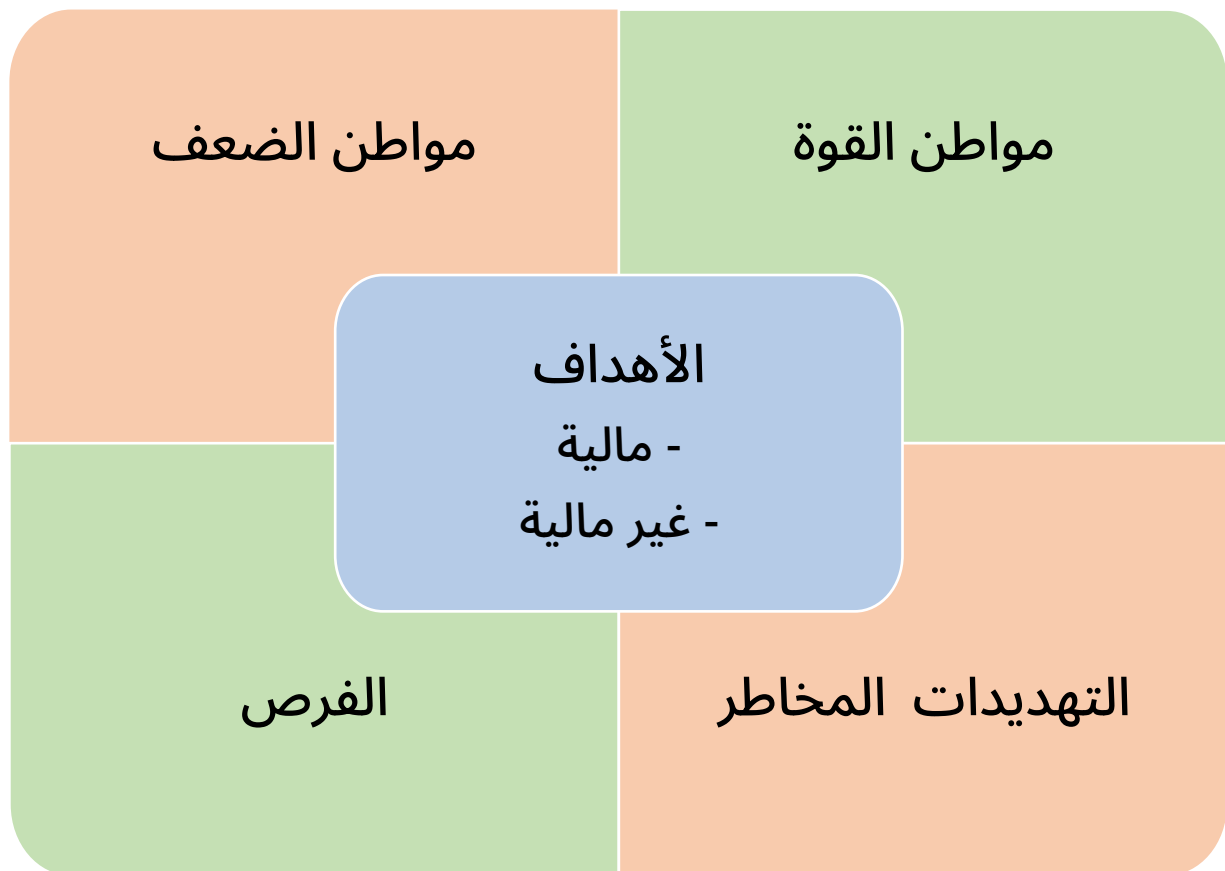 مواطن القوة
مواطن الضعف
الأهداف
- مالية
- غير مالية
التهديدات المخاطر
الفرص